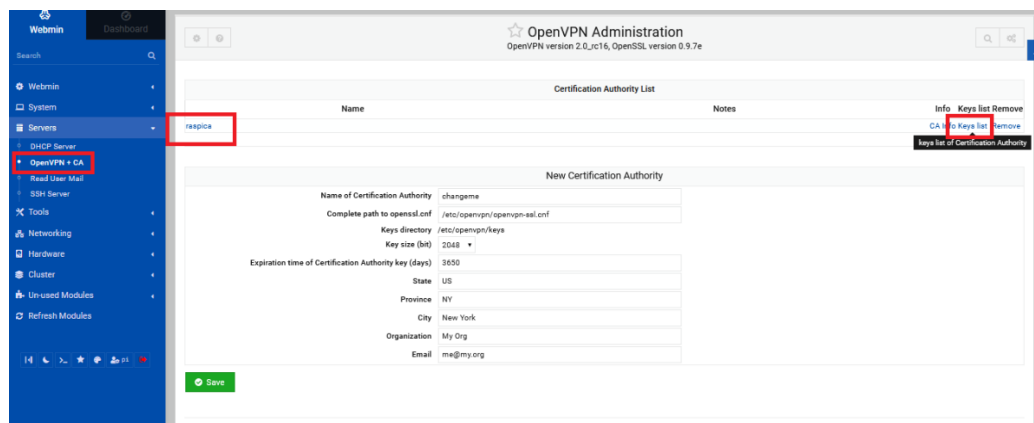 Webmin
Dashboard
Search
Webmin
System
Servers
DHCP Server
OpenVPN + CA
Read User Mail
SSH Server
Tools
Networking
Hardware
Cluster
Un-used Modules
Refresh Modules
pi
OpenVPN Administration
OpenVPN version 2.0_rc16, OpenSSL version 0.9.7e
Certification Authority List
Name Notes Info Keys list Remove
raspica CA Info Keys list Remove
keys list of Certification Authority
New Certification Authority
Name of Certification Authority changeme
Complete path to openssl.cnf /etc/openvpn/openvpn-ssl.cnf
Keys directory /etc/openvpn/keys
Key size (bit) 2048
Expiration time of Certification Authority key (days) 3650
State US
Province NY
City New York
Organization My Org
Email me@my.org
Save